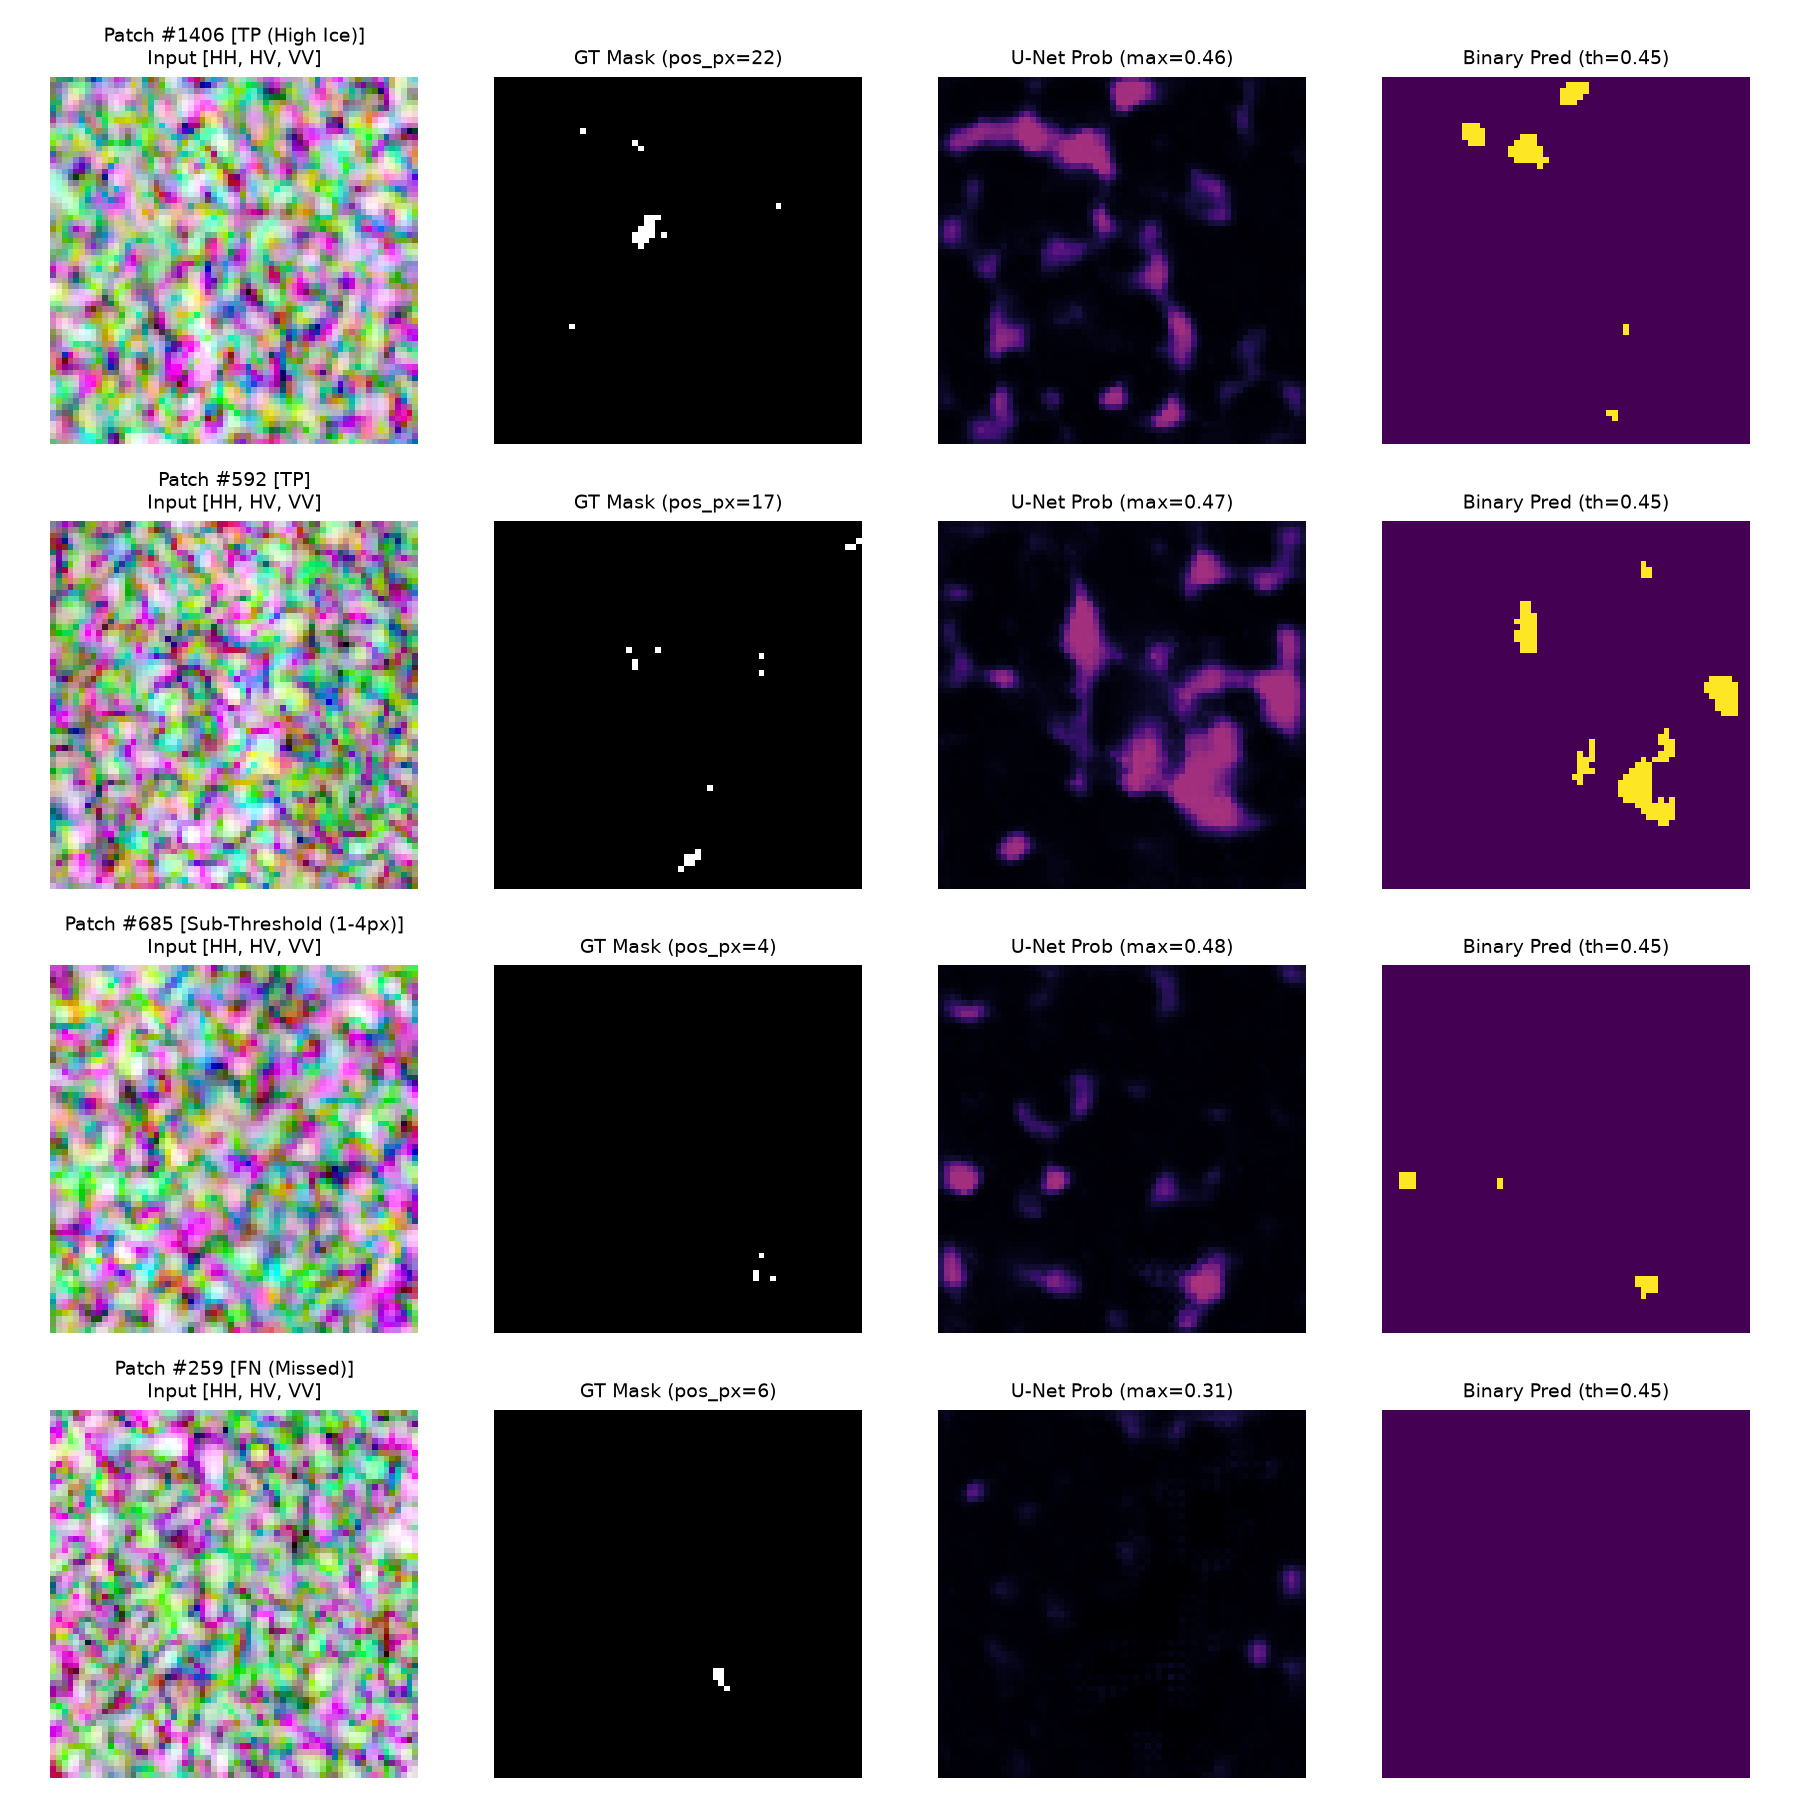 Patch #1406 [TP (High Ice)]
Input [HH, HV, VV]
GT Mask (pos_px=22)
U-Net Prob (max=0.46)
Binary Pred (th=0.45)
Patch #592 [TP]
Input [HH, HV, VV]
GT Mask (pos_px=17)
U-Net Prob (max=0.47)
Binary Pred (th=0.45)
Patch #685 [Sub-Threshold (1-4px)]
Input [HH, HV, VV]
GT Mask (pos_px=4)
U-Net Prob (max=0.48)
Binary Pred (th=0.45)
Patch #259 [FN (Missed)]
Input [HH, HV, VV]
GT Mask (pos_px=6)
U-Net Prob (max=0.31)
Binary Pred (th=0.45)